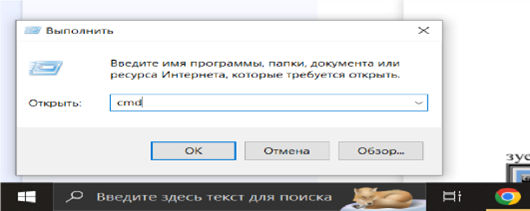 Выполнить
Введите имя программы, папки, документа или
ресурса Интернета, которые требуется открыть.
Открыть: cmd
OK Отмена Обзор...
зус
Введите здесь текст для поиска